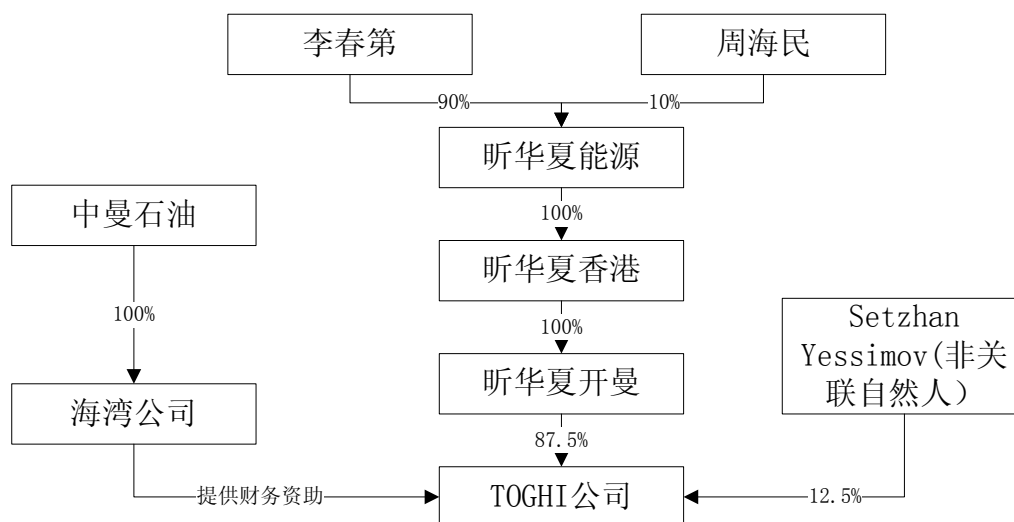 李春第
周海民
90%
10%
昕华夏能源
中曼石油
100%
昕华夏香港
100%
100%
Setzhan
Yessimov(非关
联自然人）
海湾公司
昕华夏开曼
87.5%
提供财务资助
TOGHI公司
12.5%